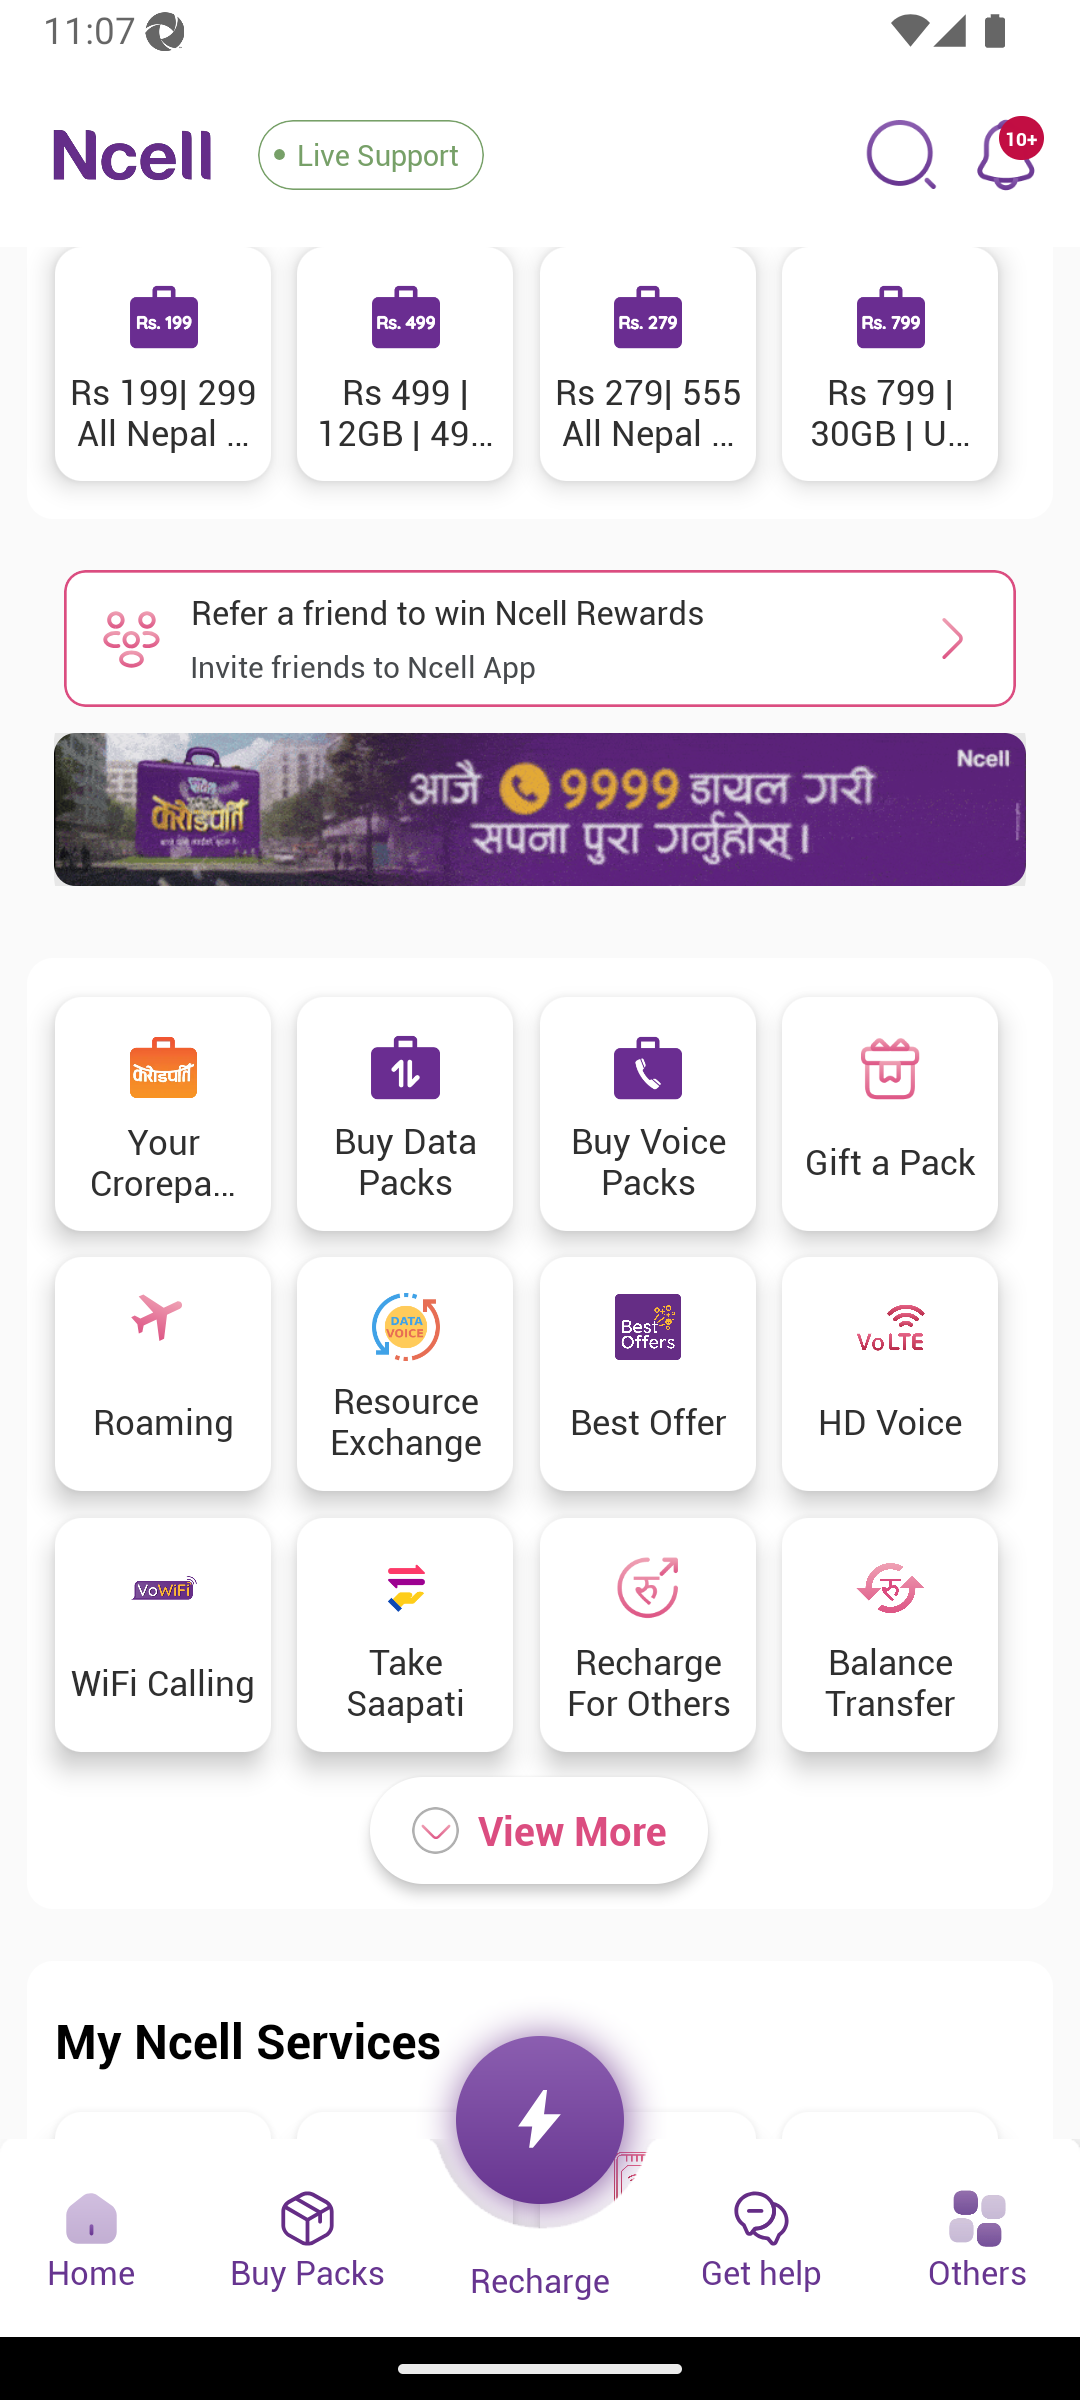 11:07
Ncell
Live Support
10+
Rs. 199
Rs. 499
Rs. 279
Rs. 799
Rs 199| 299
All Nepal ...
Rs 499 |
12GB | 49...
Rs 279| 555
All Nepal ...
Rs 799 |
30GB | U...
Refer a friend to win Ncell Rewards
Invite friends to Ncell App
Ncell
करोडपति
आजै 9999 डायल गरी
सपना पुरा गर्नुहोस् ।
करोडपति
Your
Crorepa...
Buy Data
Packs
Buy Voice
Packs
Gift a Pack
Roaming
DATA
VOICE
Resource
Exchange
Best
Offers
Best Offer
VoLTE
HD Voice
VoWiFi
WiFi Calling
Take
Saapati
रु
Recharge
For Others
रु
Balance
Transfer
View More
My Ncell Services
Home
Buy Packs
Recharge
Get help
Others